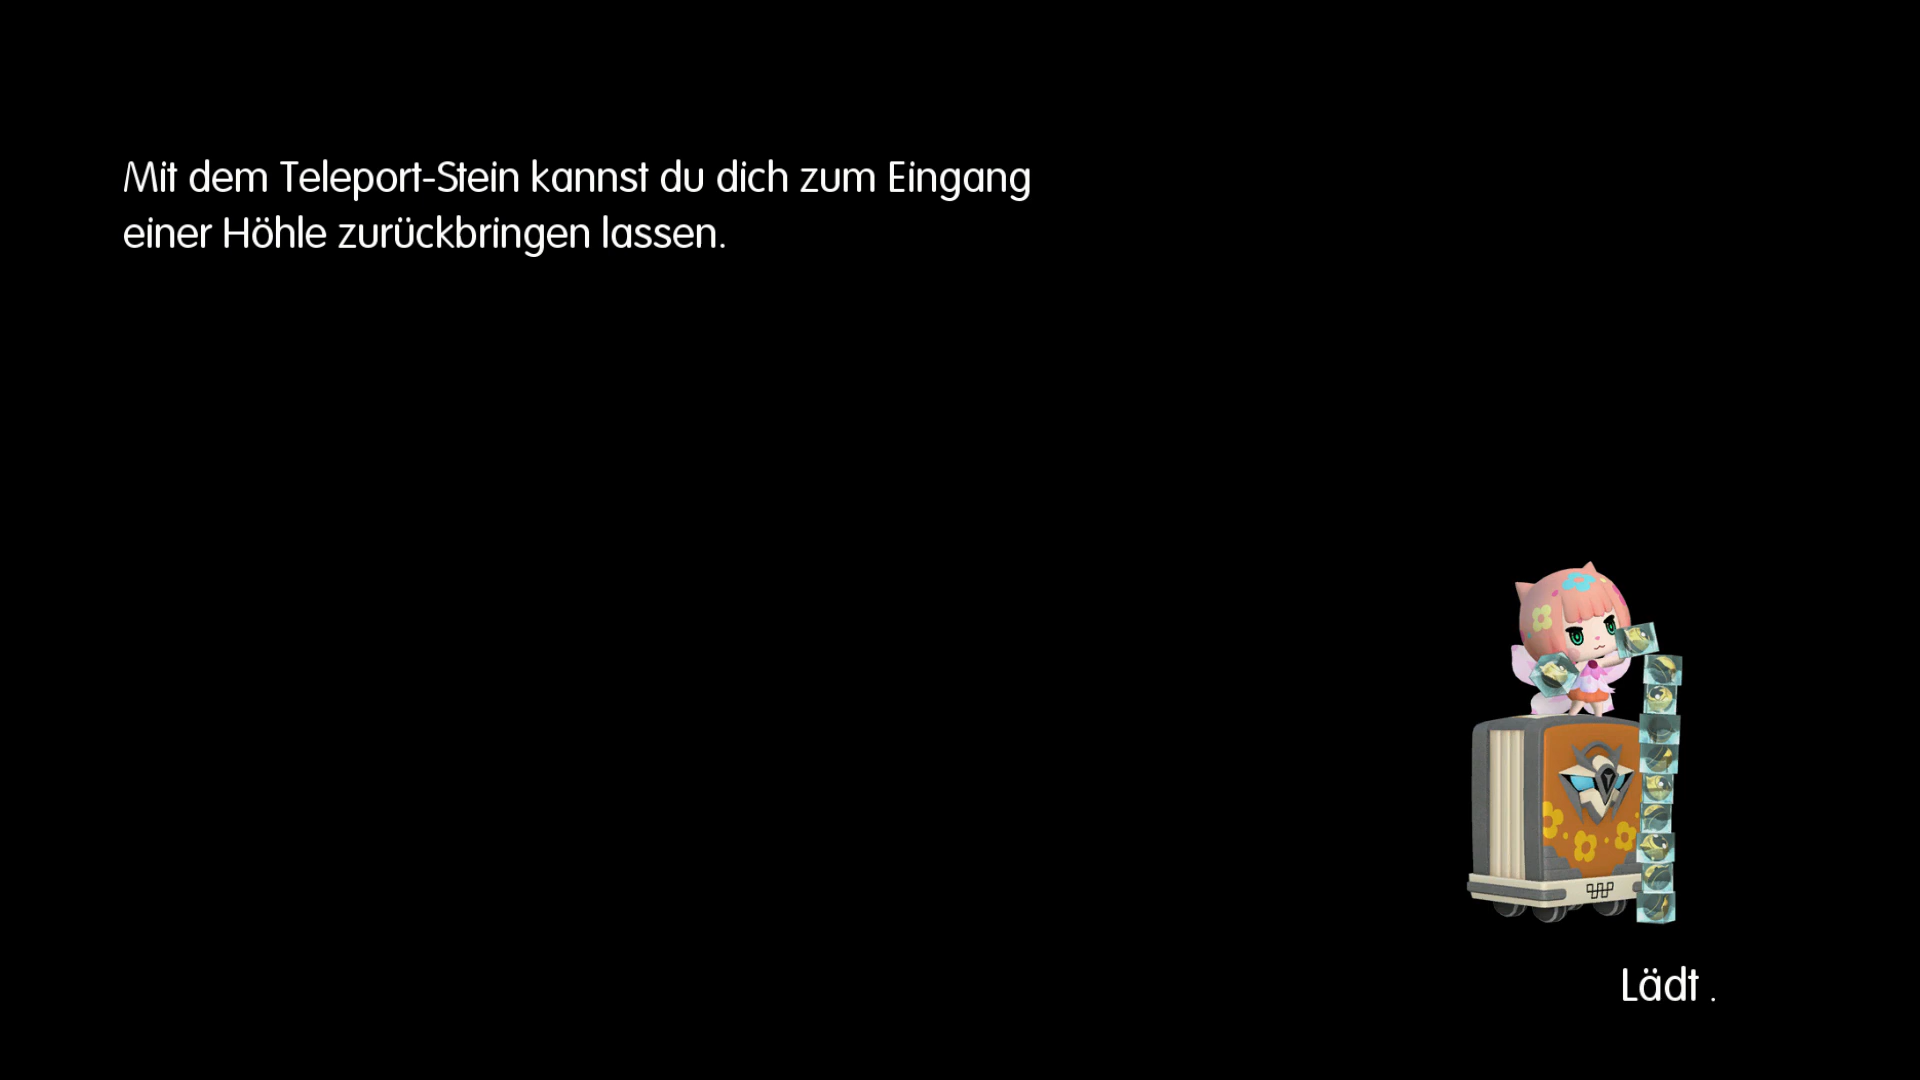 Mit dem Teleport-Stein kannst du dich zum Eingang
einer Höhle zurückbringen lassen.
Lädt .